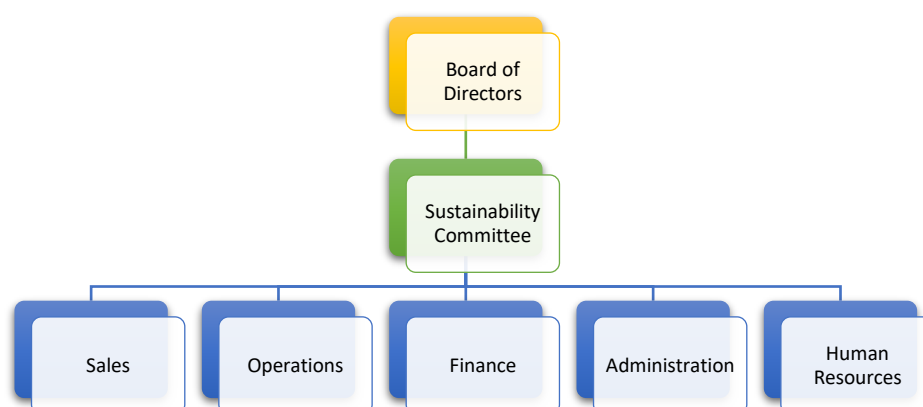 Board of
Directors
Sustainability
Committee
Sales
Operations
Finance
Administration
Human
Resources